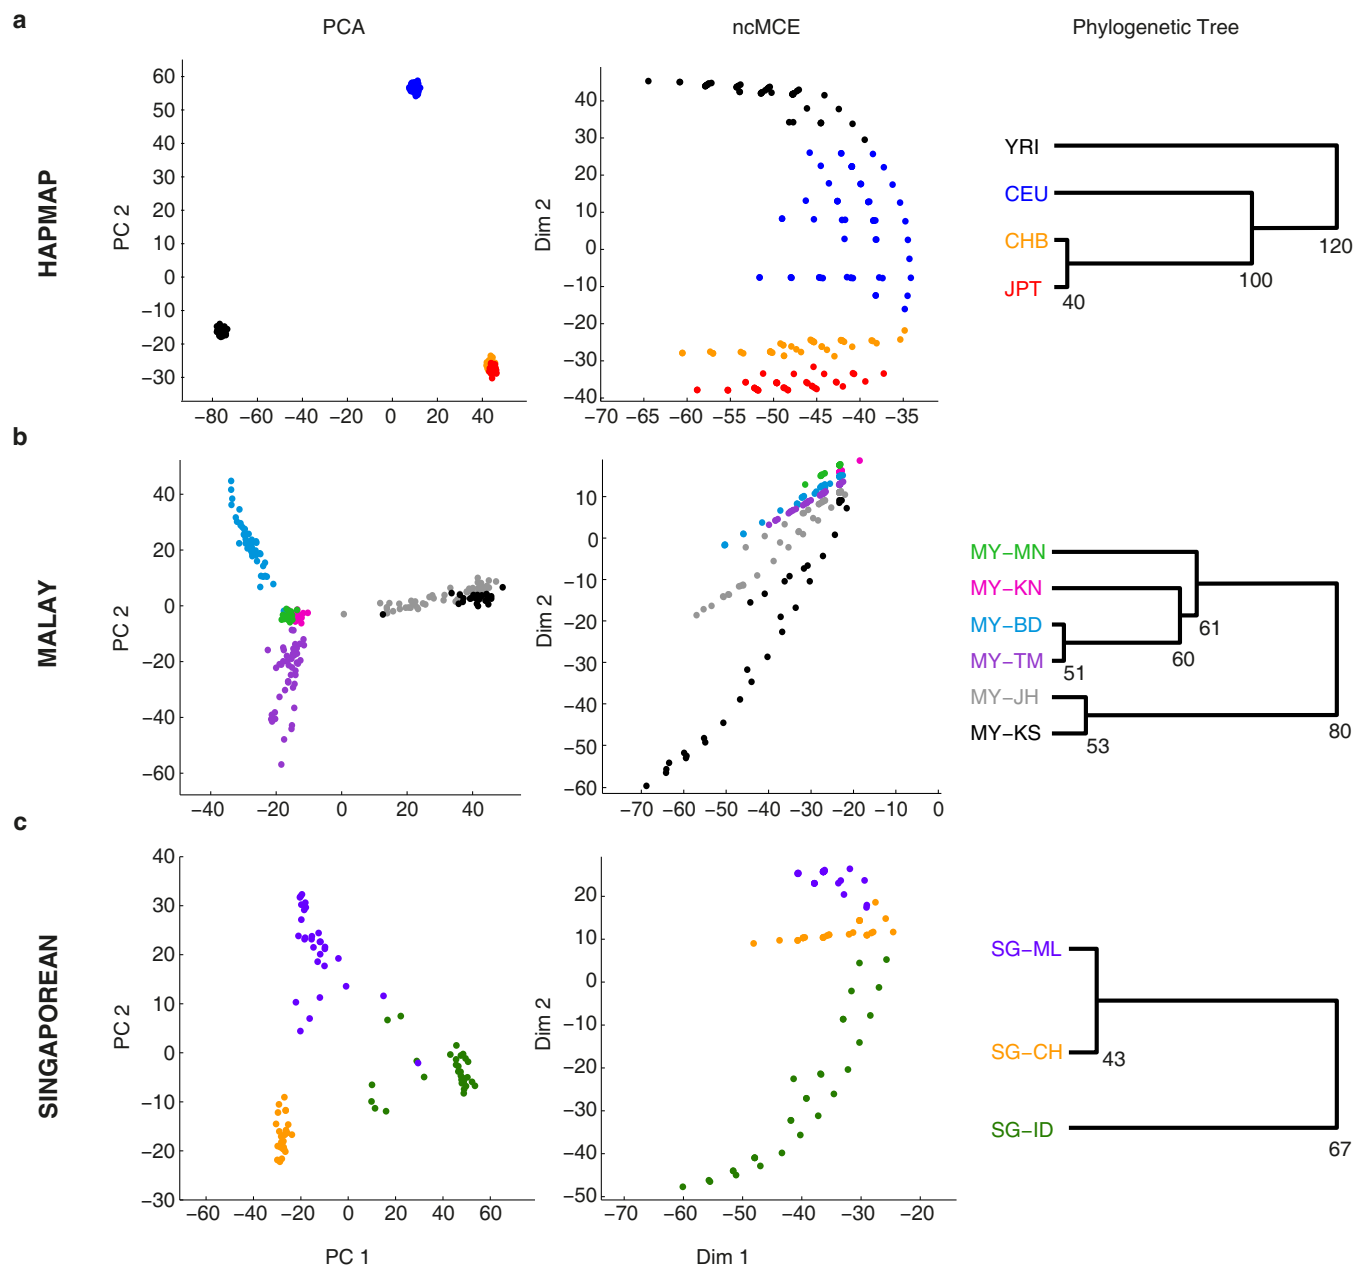 a
PCA
ncMCE
Phylogenetic Tree
HAPMAP
PC 2
60
50
40
30
20
10
0
−10
−20
−30
−80 −60 −40 −20 0 20 40
Dim 2
40
30
20
10
0
−10
−20
−30
−40
−70 −65 −60 −55 −50 −45 −40 −35
YRI
CEU
CHB
JPT
40
100
120
b
MALAY
PC 2
40
20
0
−20
−40
−60
−40 −20 0 20 40
Dim 2
10
0
−10
−20
−30
−40
−50
−60
−70 −60 −50 −40 −30 −20 −10 0
MY−MN
MY−KN
MY−BD
MY−TM
MY−JH
MY−KS
61
60
51
53
80
c
SINGAPOREAN
PC 2
40
30
20
10
0
−10
−20
−30
−60 −40 −20 0 20 40 60
PC 1
Dim 2
20
10
0
−10
−20
−30
−40
−50
−70 −60 −50 −40 −30 −20
Dim 1
SG−ML
SG−CH
SG−ID
43
67